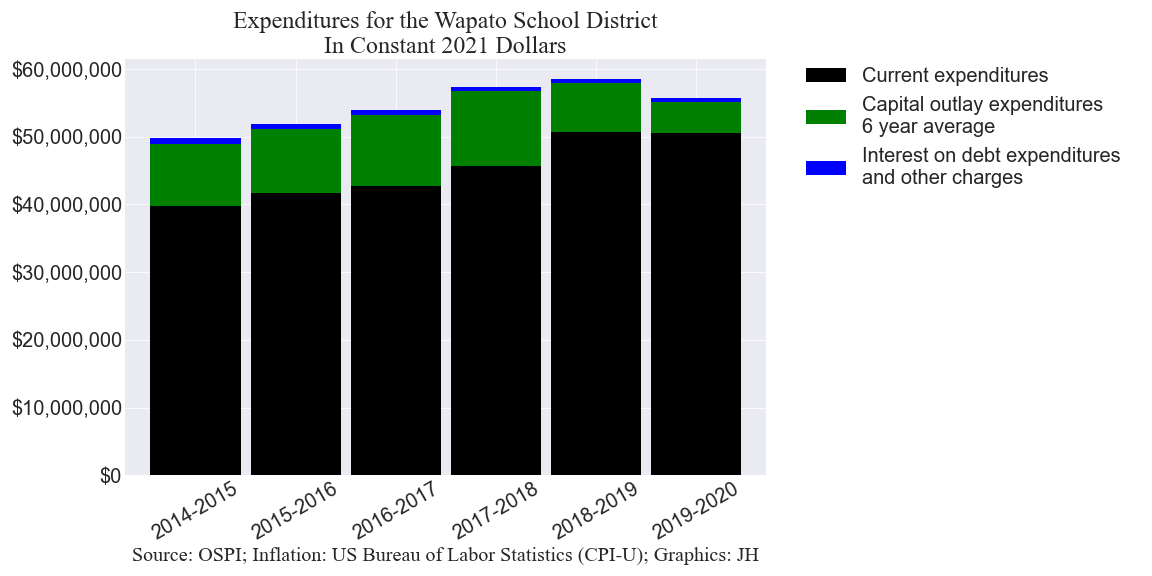 Expenditures for the Wapato School District
In Constant 2021 Dollars
$60,000,000
$50,000,000
$40,000,000
$30,000,000
$20,000,000
$10,000,000
$0
2014-2015
2015-2016
2016-2017
2017-2018
2018-2019
2019-2020
Source: OSPI; Inflation: US Bureau of Labor Statistics (CPI-U); Graphics: JH
Current expenditures
Capital outlay expenditures
6 year average
Interest on debt expenditures
and other charges